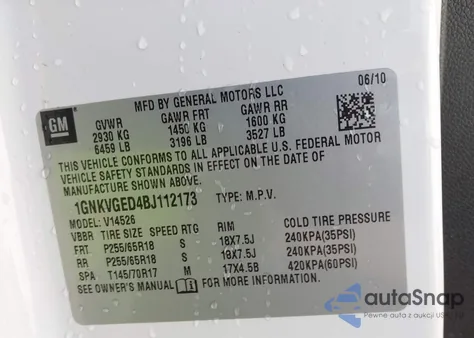 GM
MFD BY GENERAL MOTORS LLC
06/10
GVWR GAWR FRT GAWR RR
2930 KG 1450 KG 1600 KG
6459 LB 3196 LB 3527 LB
THIS VEHICLE CONFORMS TO ALL APPLICABLE U.S. FEDERAL MOTOR
VEHICLE SAFETY STANDARDS IN EFFECT ON THE DATE OF
MANUFACTURE SHOWN ABOVE.
1GNKVGED4BJ112173 TYPE: M.P.V.
MODEL: V14526
VBBR TIRE SIZE SPEED RTG RIM COLD TIRE PRESSURE
FRT P255/65R18 S 18X7.5J 240KPA(35PSI)
RR P255/65R18 S 18X7.5J 240KPA(35PSI)
SPA T145/70R17 M 17X4.5B 420KPA(60PSI)
SEE OWNER'S MANUAL FOR MORE INFORMATION.
autoSnap
Import pojazdów z aukcji USA